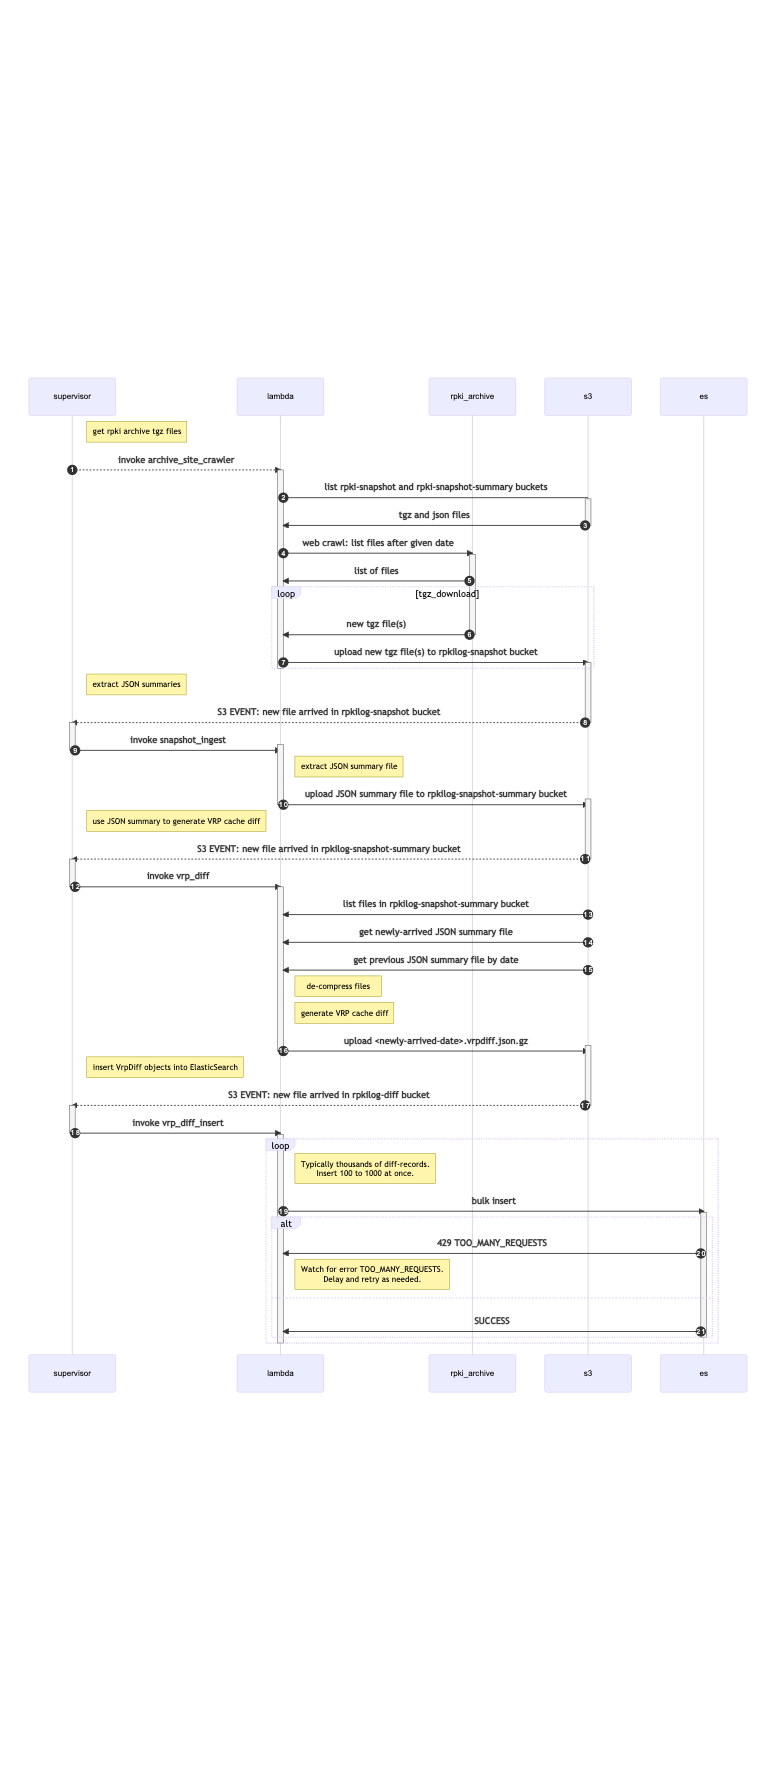 supervisor
lambda
rpki_archive
s3
es
get rpki archive tgz files
invoke archive_site_crawler
1
list rpki-snapshot and rpki-snapshot-summary buckets
2
tgz and json files
3
web crawl: list files after given date
4
list of files
5
loop
[tgz_download]
new tgz file(s)
6
upload new tgz file(s) to rpkilog-snapshot bucket
7
extract JSON summaries
S3 EVENT: new file arrived in rpkilog-snapshot bucket
8
invoke snapshot_ingest
9
extract JSON summary file
upload JSON summary file to rpkilog-snapshot-summary bucket
10
use JSON summary to generate VRP cache diff
S3 EVENT: new file arrived in rpkilog-snapshot-summary bucket
11
invoke vrp_diff
12
list files in rpkilog-snapshot-summary bucket
13
get newly-arrived JSON summary file
14
get previous JSON summary file by date
15
de-compress files
generate VRP cache diff
upload <newly-arrived-date>.vrpdiff.json.gz
16
insert VrpDiff objects into ElasticSearch
S3 EVENT: new file arrived in rpkilog-diff bucket
17
invoke vrp_diff_insert
18
loop
Typically thousands of diff-records.
Insert 100 to 1000 at once.
bulk insert
19
alt
429 TOO_MANY_REQUESTS
20
Watch for error TOO_MANY_REQUESTS.
Delay and retry as needed.
SUCCESS
21
supervisor
lambda
rpki_archive
s3
es